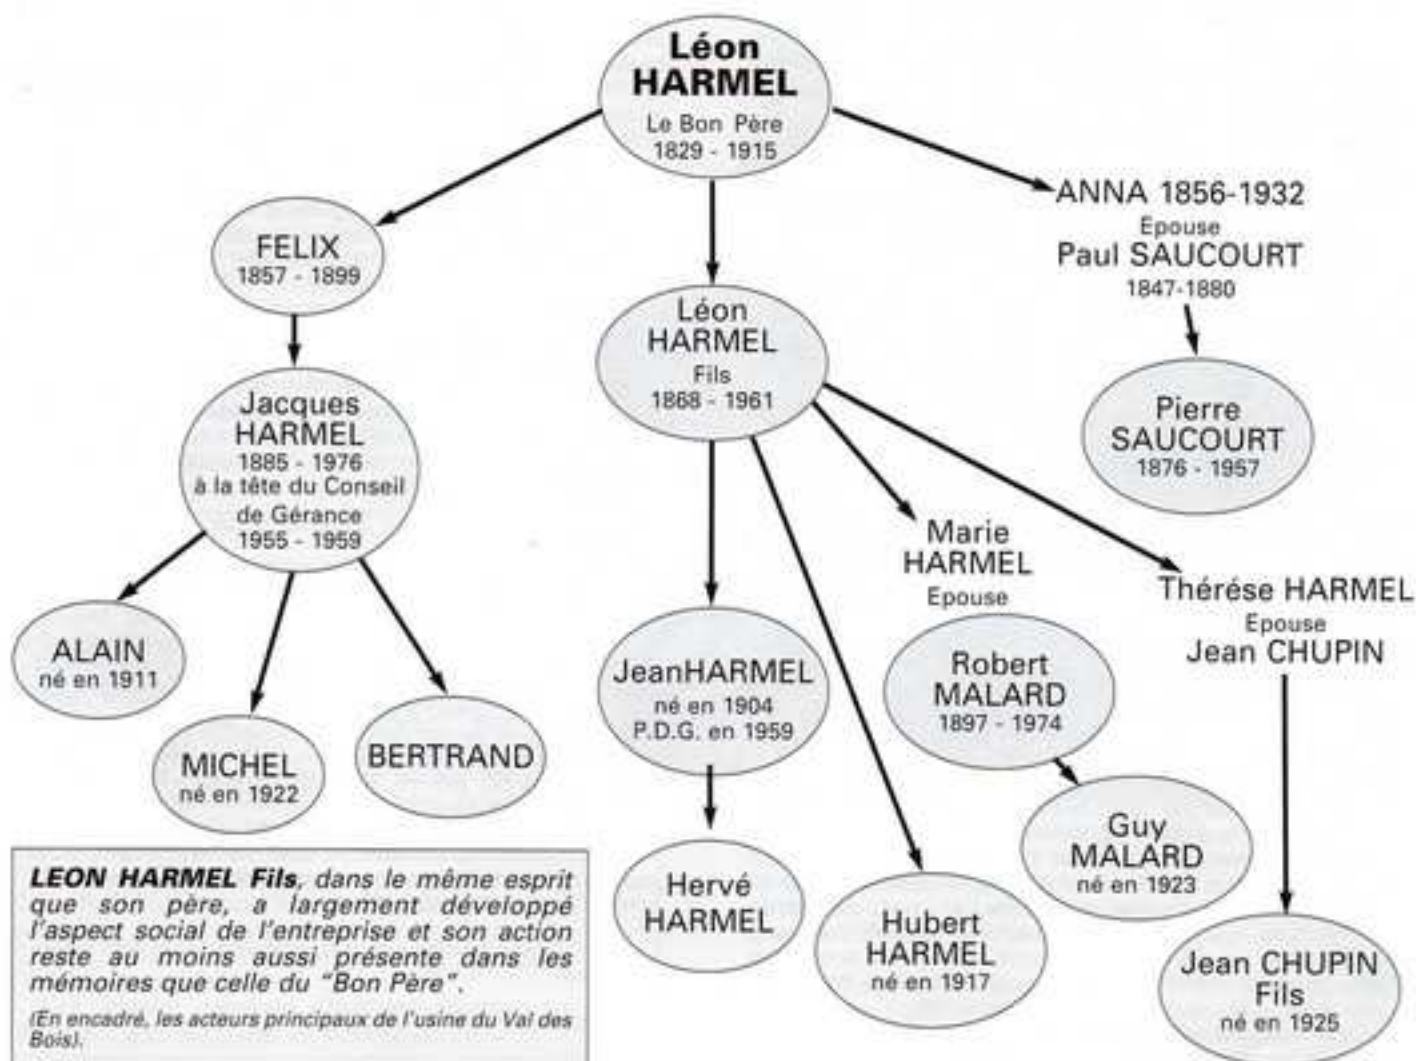 Léon
HARMEL
Le Bon Père
1829 - 1915
FELIX
1857 - 1899
ANNA 1856-1932
Epouse
Paul SAUCOURT
1847-1880
Léon
HARMEL
Fils
1868 - 1961
Jacques
HARMEL
1885 - 1976
à la tête du Conseil
de Gérance
1955 - 1959
Pierre
SAUCOURT
1876 - 1957
Marie
HARMEL
Epouse
Robert
MALARD
1897 - 1974
Thérése HARMEL
Epouse
Jean CHUPIN
ALAIN
né en 1911
MICHEL
né en 1922
BERTRAND
JeanHARMEL
né en 1904
P.D.G. en 1959
Guy
MALARD
né en 1923
Hervé
HARMEL
Hubert
HARMEL
né en 1917
Jean CHUPIN
Fils
né en 1925
LEON HARMEL Fils, dans le même esprit
que son père, a largement développé
l'aspect social de l'entreprise et son action
reste au moins aussi présente dans les
mémoires que celle du "Bon Père".
(En encadré, les acteurs principaux de l'usine du Val des
Bois).